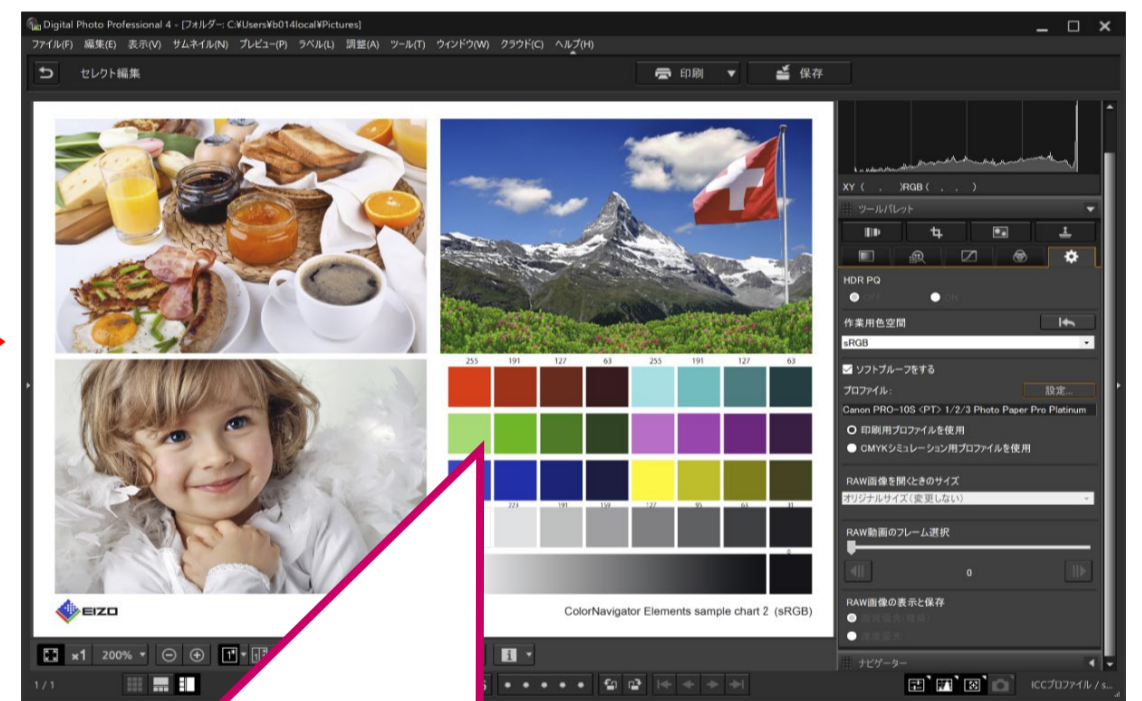 Digital Photo Professional 4 - [フォルダー: C:¥Users¥b014local¥Pictures]
ファイル(F) 編集(E) 表示(V) サムネイル(N) プレビュー(P) ラベル(L) 調整(A) ツール(T) ウィンドウ(W) クラウド(C) ヘルプ(H)
セレクト編集
印刷
保存
XY ( . )RGB ( . . )
ツールパレット
HDR PQ
OFF ON
作業用色空間
sRGB
ソフトプルーフをする
プロファイル:
設定...
Canon PRO-10S <PT> 1/2/3 Photo Paper Pro Platinum
印刷用プロファイルを使用
CMYKシミュレーション用プロファイルを使用
RAW画像を開くときのサイズ
オリジナルサイズ(変更しない)
RAW動画のフレーム選択
0
RAW画像の表示と保存
ナビゲーター
255 191 127 63 255 191 127 63
223 191 159 127 95 63 31
0
EIZO
ColorNavigator Elements sample chart 2 (sRGB)
x1 200%
1/1
ICCプロファイル / s...